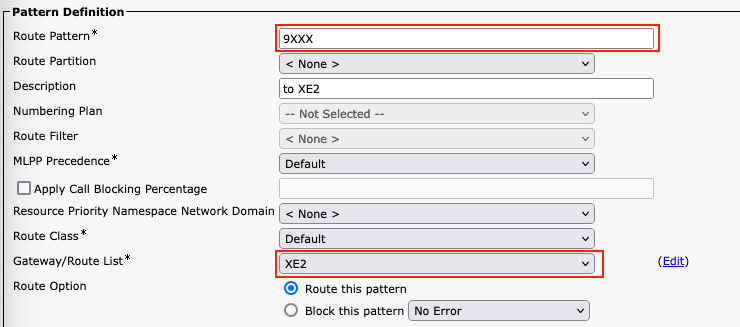 Pattern Definition
Route Pattern* 9XXX
Route Partition < None >
Description to XE2
Numbering Plan -- Not Selected --
Route Filter < None >
MLPP Precedence* Default
Apply Call Blocking Percentage
Resource Priority Namespace Network Domain < None >
Route Class* Default
Gateway/Route List* XE2 (Edit)
Route Option Route this pattern
Block this pattern No Error